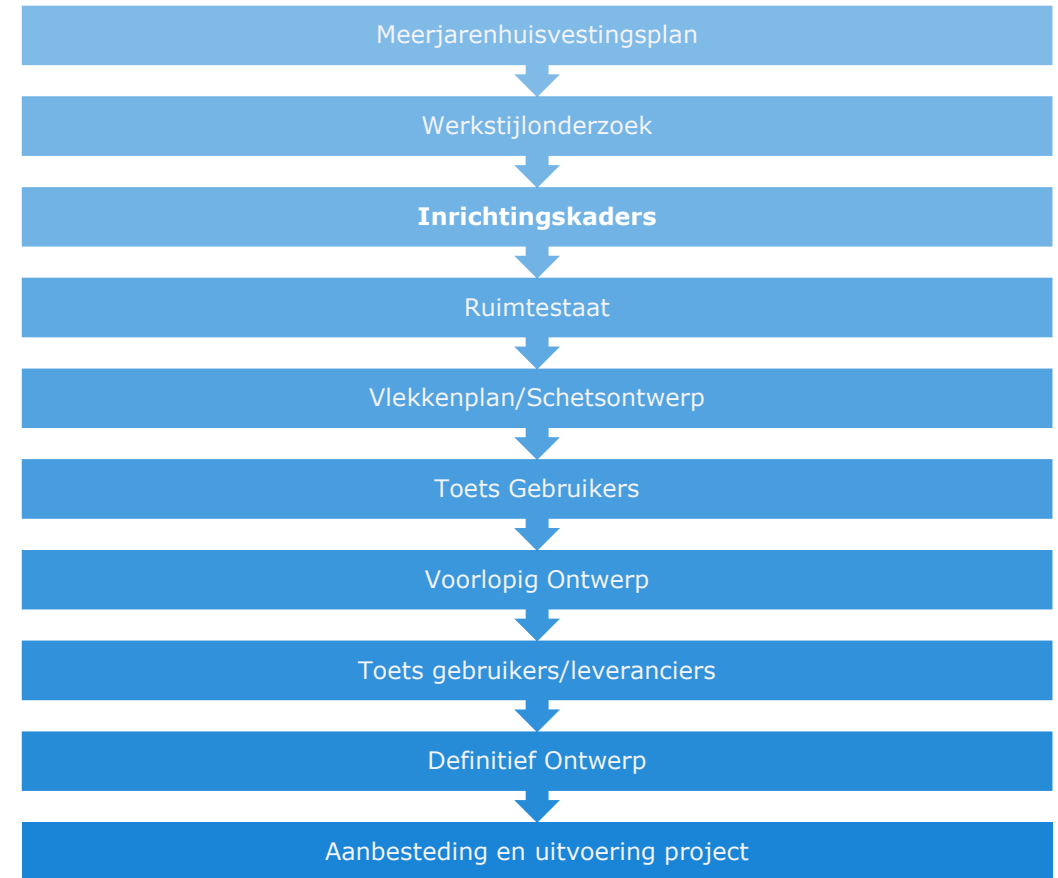 Meerjarenhuisvestingsplan
Werkstijlonderzoek
Inrichtingskaders
Ruimtestaat
Vlekkenplan/Schetsontwerp
Toets Gebruikers
Voorlopig Ontwerp
Toets gebruikers/leveranciers
Definitief Ontwerp
Aanbesteding en uitvoering project